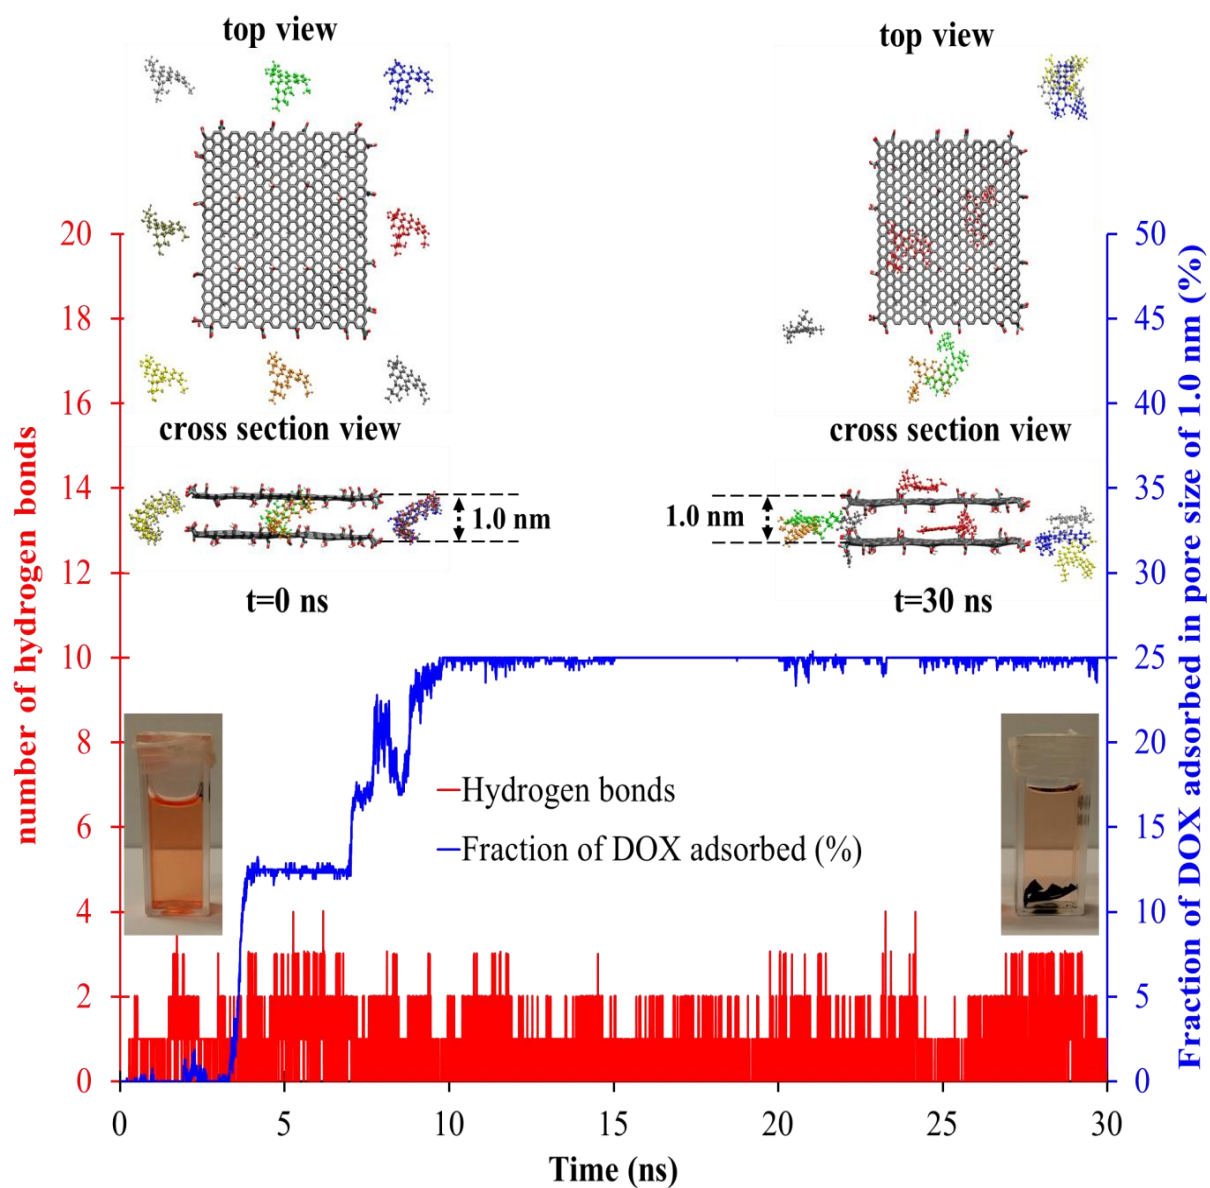 top view
top view
cross section view
cross section view
1.0 nm
1.0 nm
t=0 ns
t=30 ns
number of hydrogen bonds
20
18
16
14
12
10
8
6
4
2
0
Fraction of DOX adsorbed in pore size of 1.0 nm (%)
50
45
40
35
30
25
20
15
10
5
0
Hydrogen bonds
Fraction of DOX adsorbed (%)
0 5 10 15 20 25 30
Time (ns)